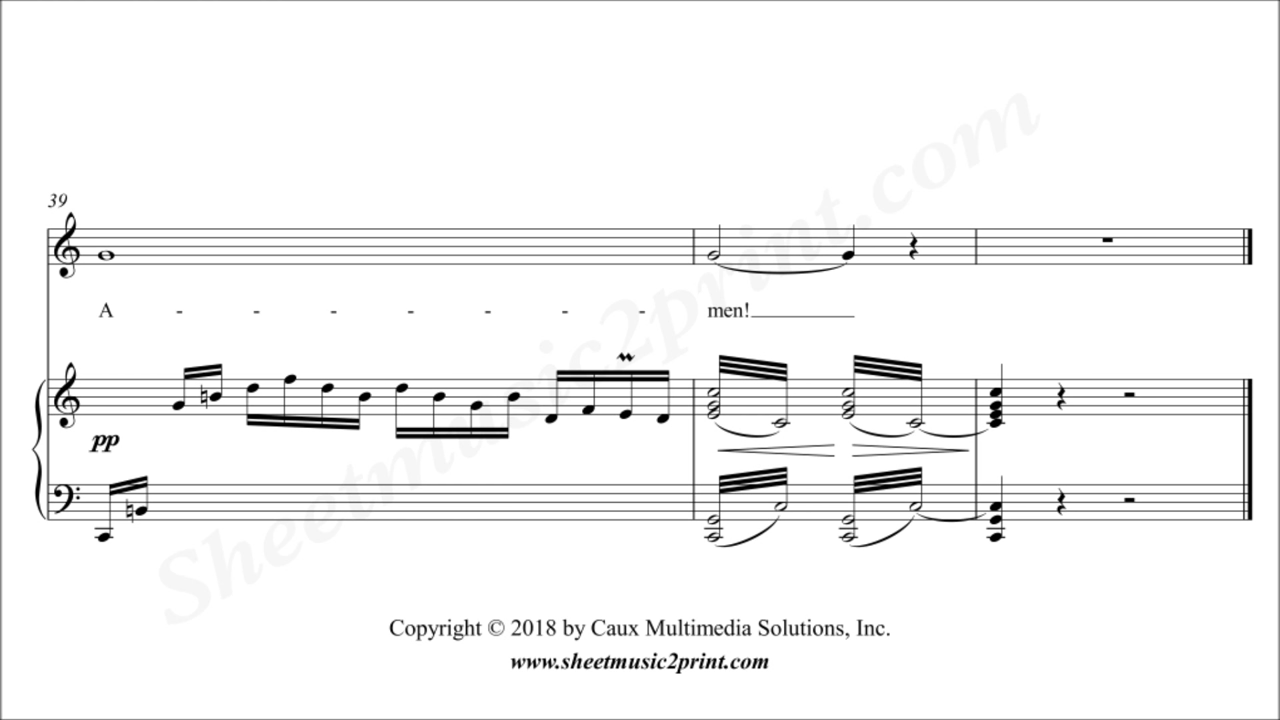 39
A - - - - - - - men!
pp
Sheetmusic2print.com
Copyright © 2018 by Caux Multimedia Solutions, Inc.
www.sheetmusic2print.com